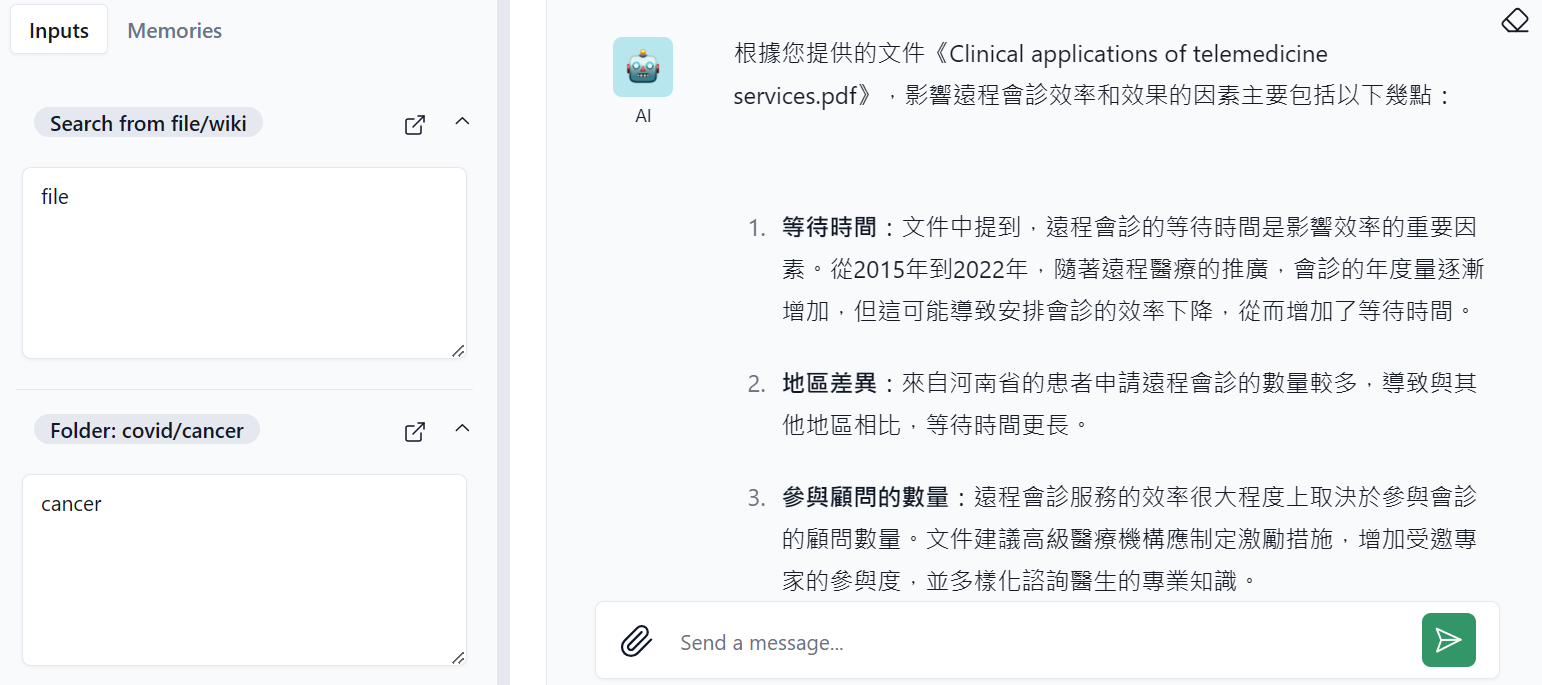 Inputs
Memories
Search from file/wiki
file
Folder: covid/cancer
cancer
AI
根據您提供的文件《Clinical applications of telemedicine
services.pdf》，影響遠程會診效率和效果的因素主要包括以下幾點：
1. 等待時間：文件中提到，遠程會診的等待時間是影響效率的重要因
素。從2015年到2022年，隨著遠程醫療的推廣，會診的年度量逐漸
增加，但這可能導致安排會診的效率下降，從而增加了等待時間。
2. 地區差異：來自河南省的患者申請遠程會診的數量較多，導致與其
他地區相比，等待時間更長。
3. 參與顧問的數量：遠程會診服務的效率很大程度上取決於參與會診
的顧問數量。文件建議高級醫療機構應制定激勵措施，增加受邀專
家的參與度，並多樣化諮詢醫生的專業知識。
Send a message...